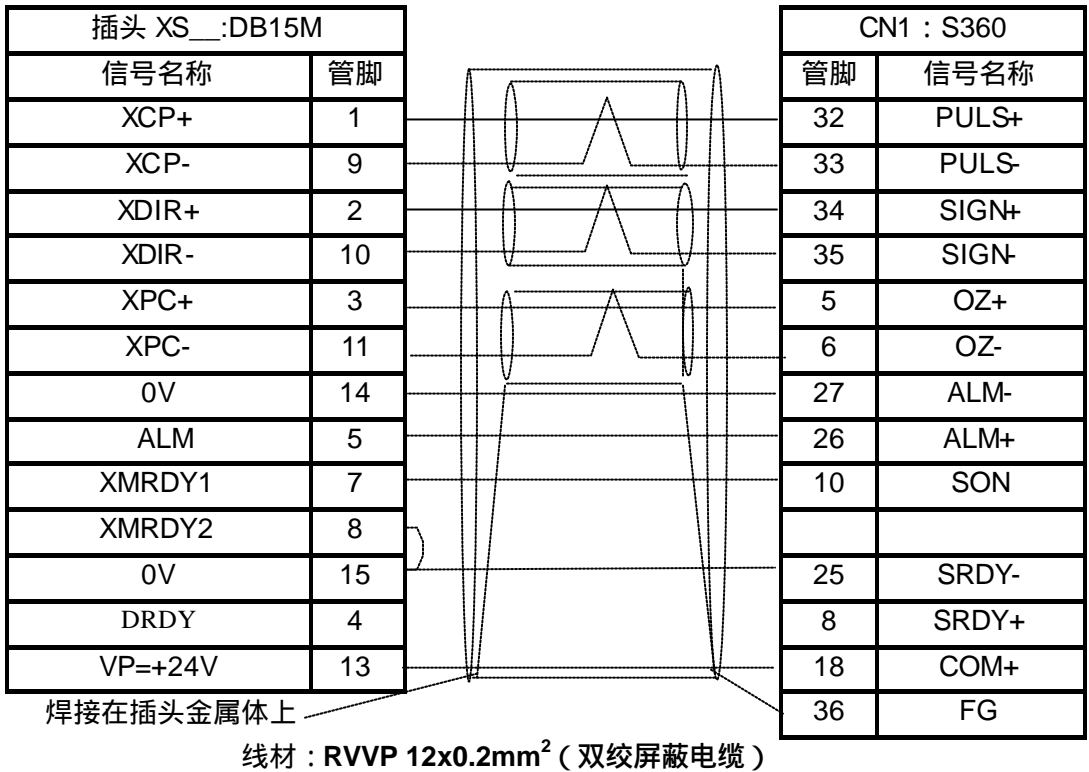 插头 XS__:DB15M CN1：S360
信号名称 管脚 管脚 信号名称
XCP+ 1 32 PULS+
XCP- 9 33 PULS-
XDIR+ 2 34 SIGN+
XDIR- 10 35 SIGN-
XPC+ 3 5 OZ+
XPC- 11 6 OZ-
0V 14 27 ALM-
ALM 5 26 ALM+
XMRDY1 7 10 SON
XMRDY2 8
0V 15 25 SRDY-
DRDY 4 8 SRDY+
VP=+24V 13 18 COM+
焊接在插头金属体上 36 FG
线材：RVVP 12x0.2mm²（双绞屏蔽电缆）